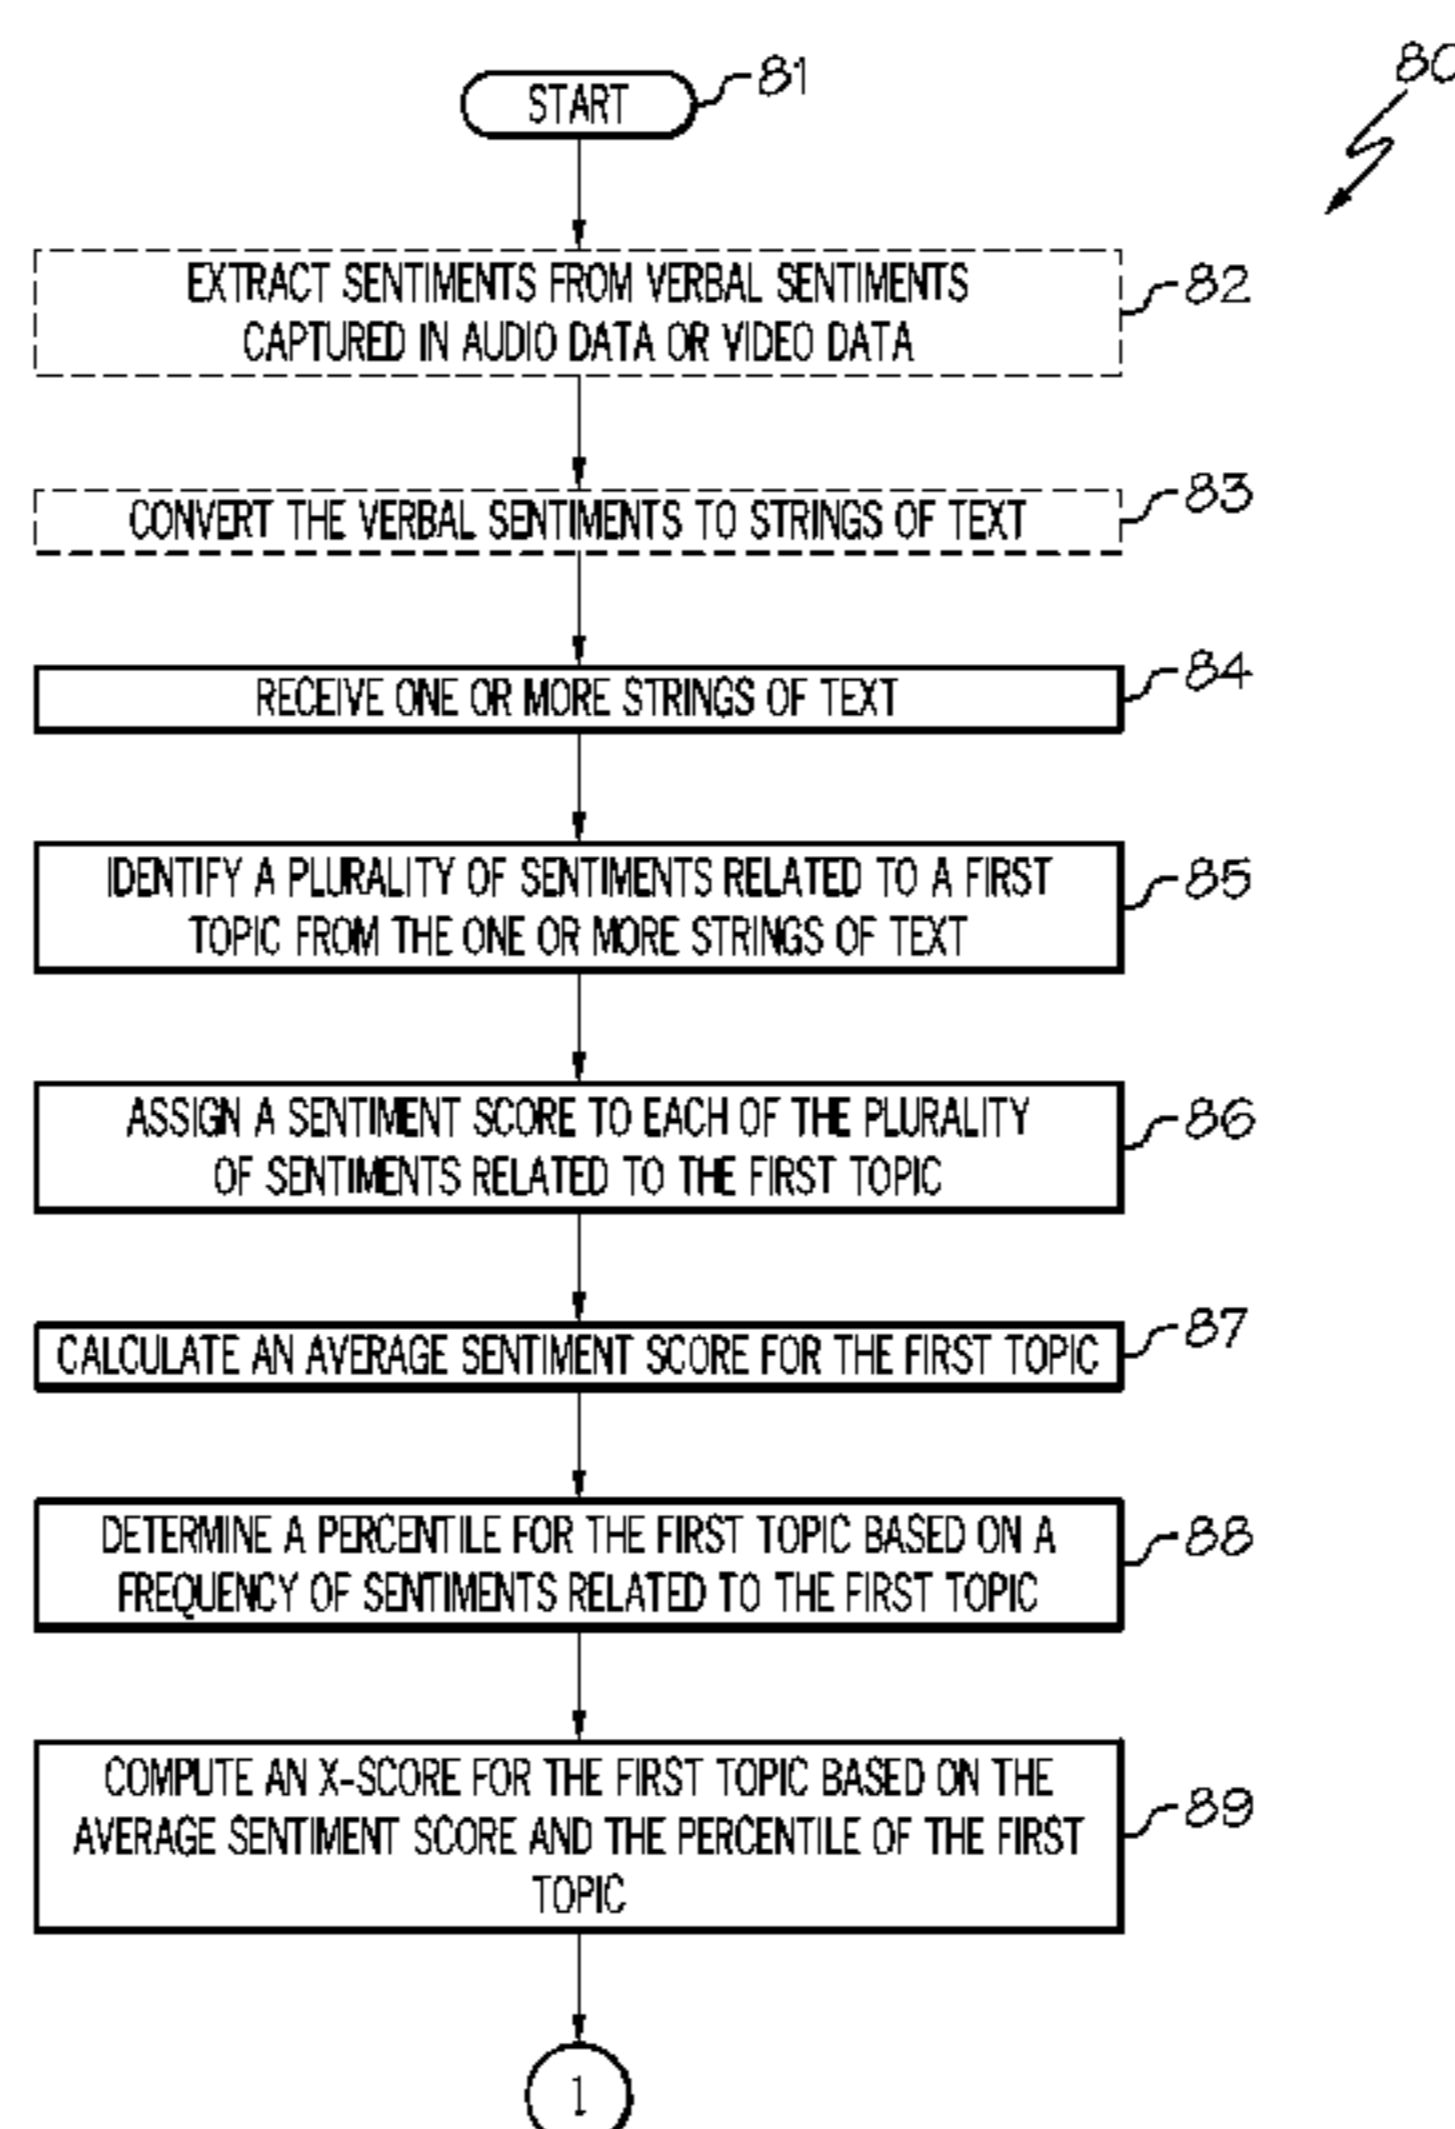 START
81
80
EXTRACT SENTIMENTS FROM VERBAL SENTIMENTS
CAPTURED IN AUDIO DATA OR VIDEO DATA
82
CONVERT THE VERBAL SENTIMENTS TO STRINGS OF TEXT
83
RECEIVE ONE OR MORE STRINGS OF TEXT
84
IDENTIFY A PLURALITY OF SENTIMENTS RELATED TO A FIRST
TOPIC FROM THE ONE OR MORE STRINGS OF TEXT
85
ASSIGN A SENTIMENT SCORE TO EACH OF THE PLURALITY
OF SENTIMENTS RELATED TO THE FIRST TOPIC
86
CALCULATE AN AVERAGE SENTIMENT SCORE FOR THE FIRST TOPIC
87
DETERMINE A PERCENTILE FOR THE FIRST TOPIC BASED ON A
FREQUENCY OF SENTIMENTS RELATED TO THE FIRST TOPIC
88
COMPUTE AN X-SCORE FOR THE FIRST TOPIC BASED ON THE
AVERAGE SENTIMENT SCORE AND THE PERCENTILE OF THE FIRST
TOPIC
89
1